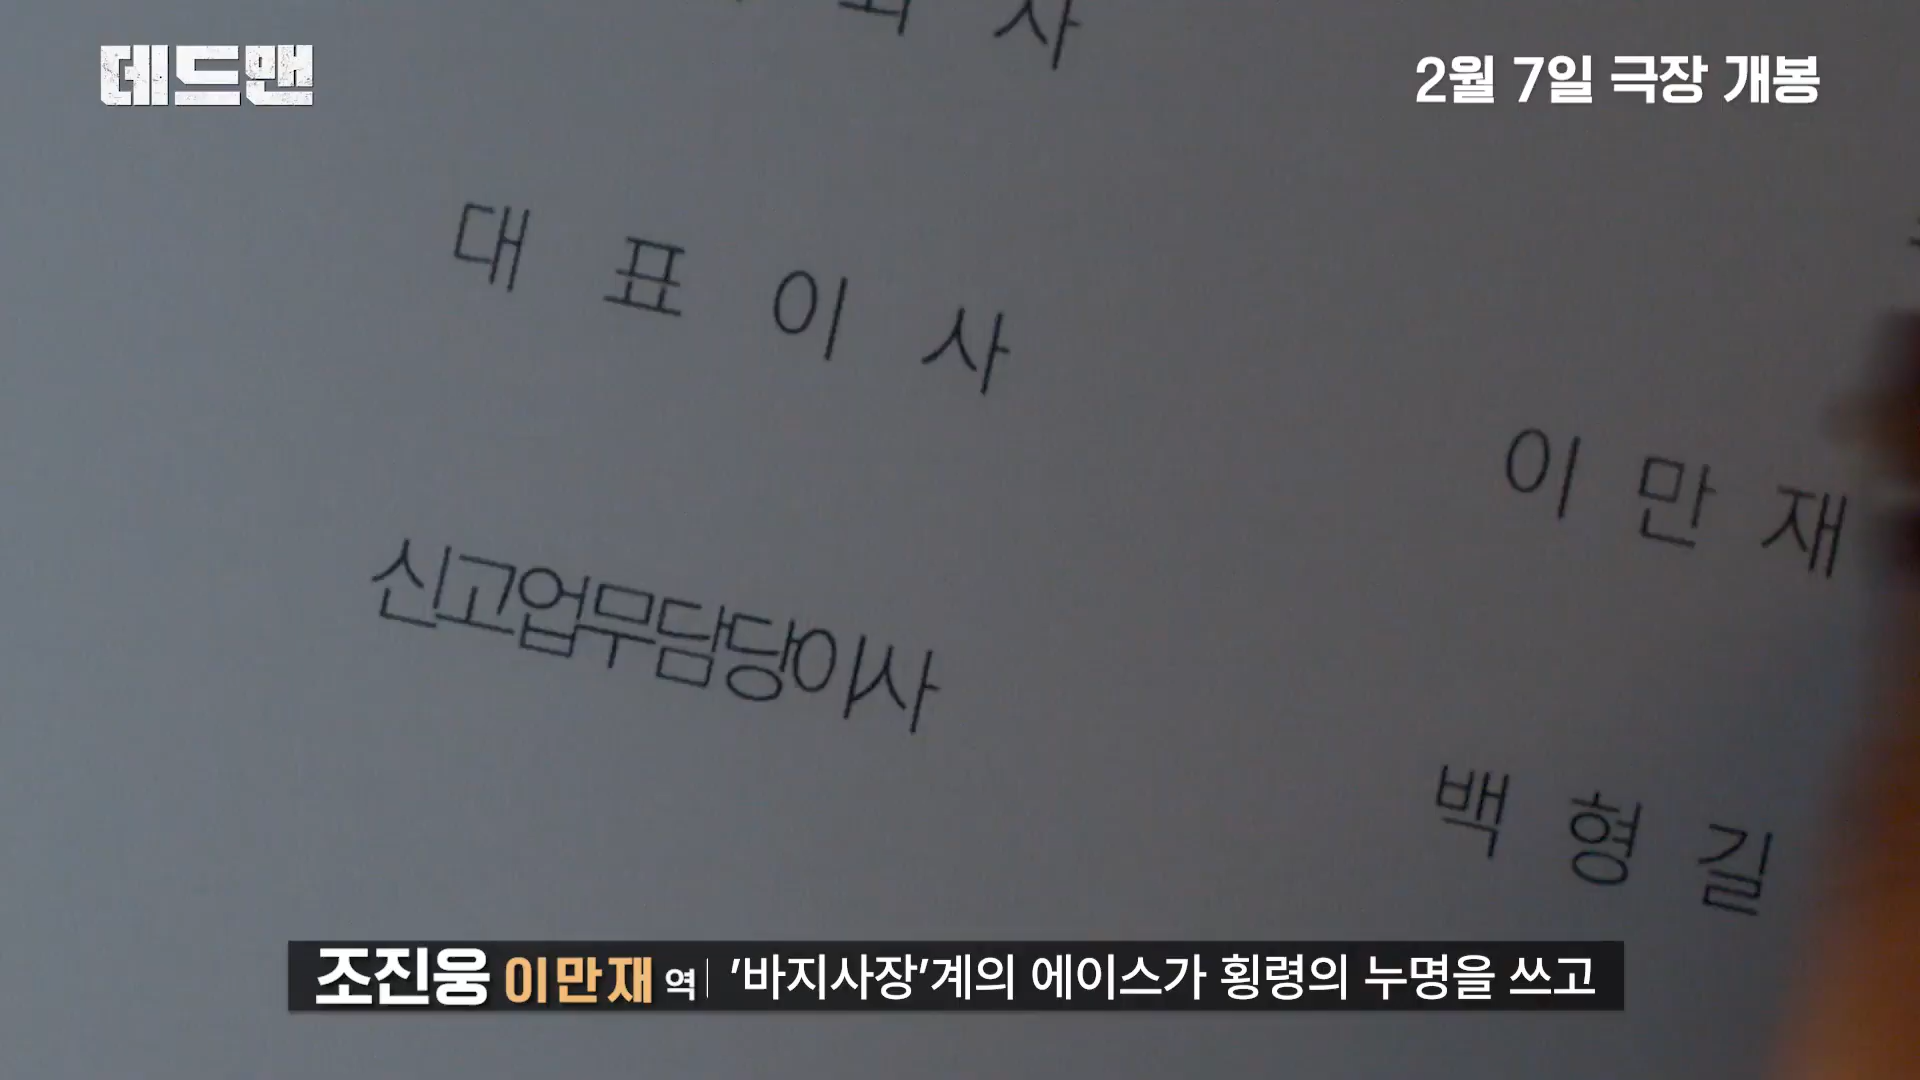 데드맨
2월 7일 극장 개봉
대 표 이 사
이 만 재
신고업무담당이사
백 형 길
조진웅 이만재 역 | '바지사장'계의 에이스가 횡령의 누명을 쓰고